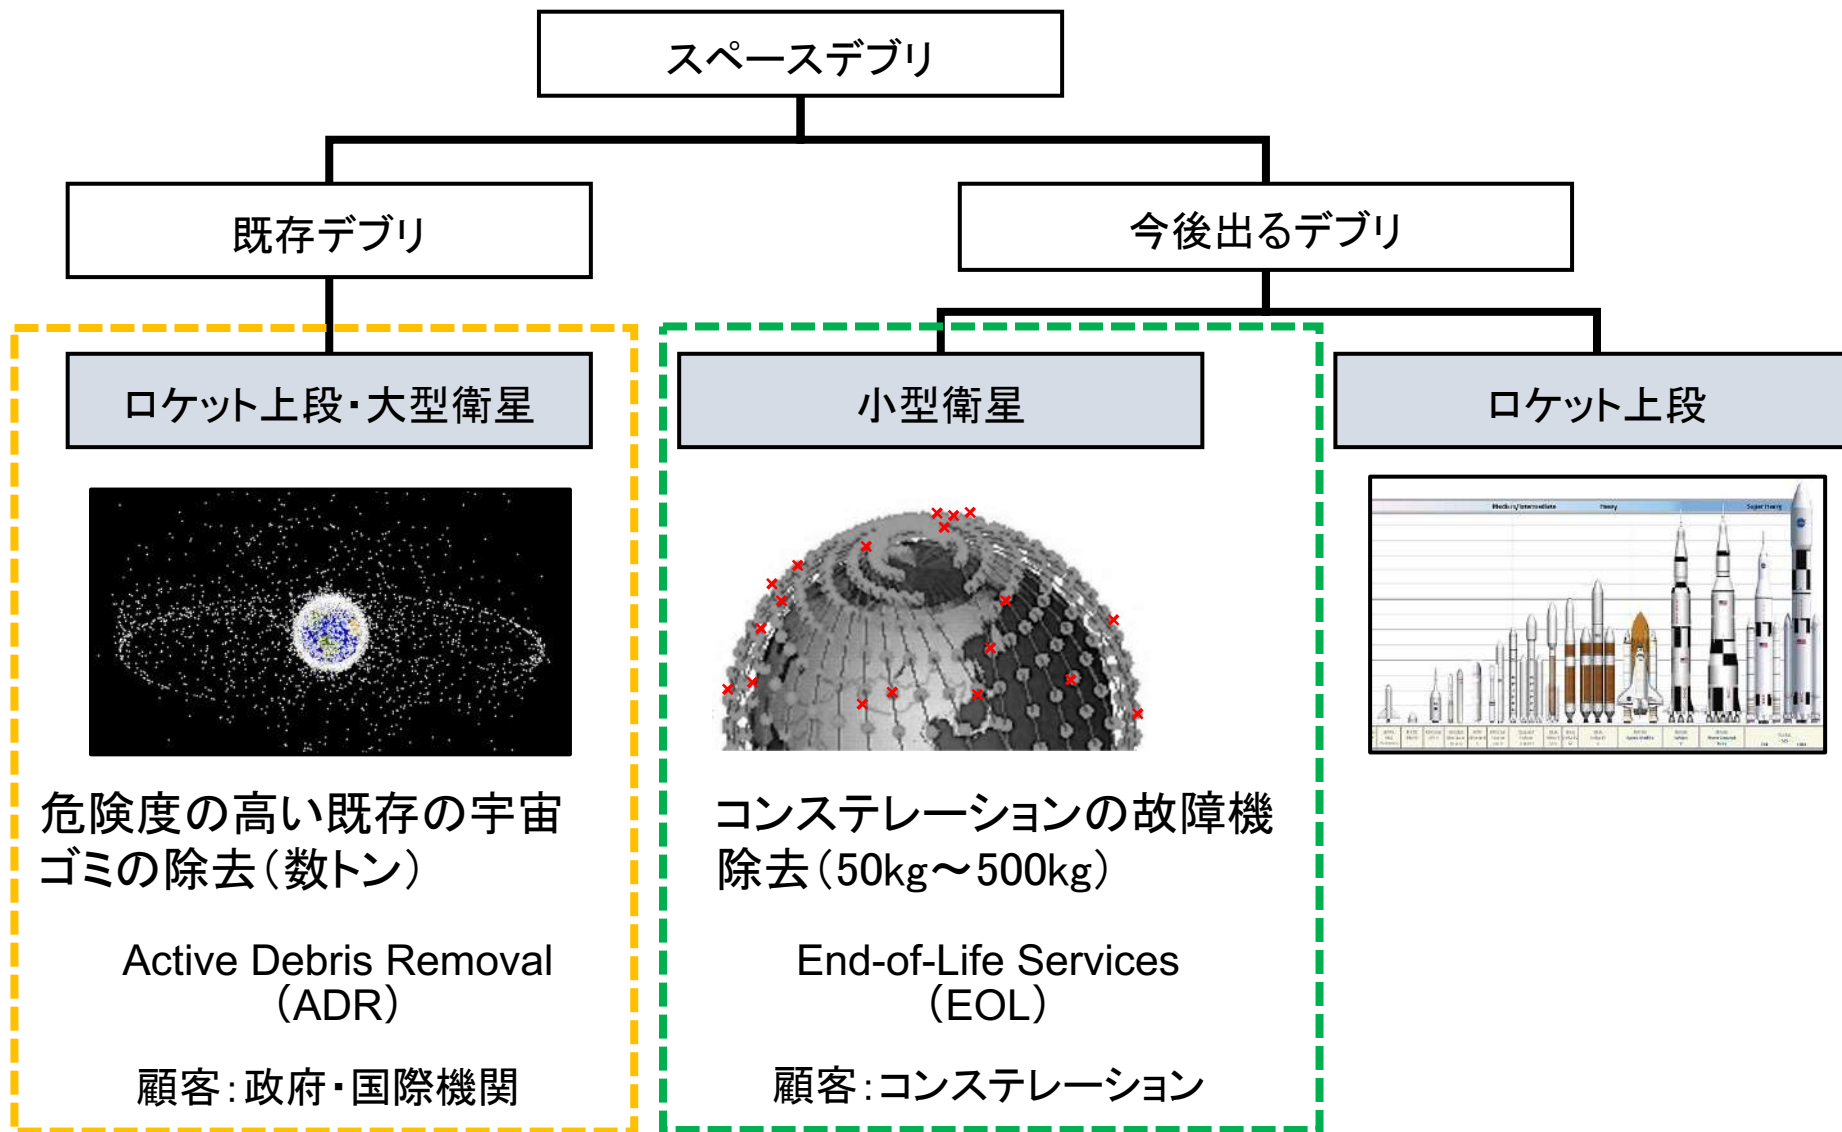 スペースデブリ
既存デブリ
今後出るデブリ
ロケット上段・大型衛星
小型衛星
ロケット上段
Medium/Intermediate
Heavy
Super Heavy
危険度の高い既存の宇宙
ゴミの除去（数トン）
Active Debris Removal
（ADR）
顧客：政府・国際機関
コンステレーションの故障機
除去（50kg～500kg）
End-of-Life Services
（EOL）
顧客：コンステレーション